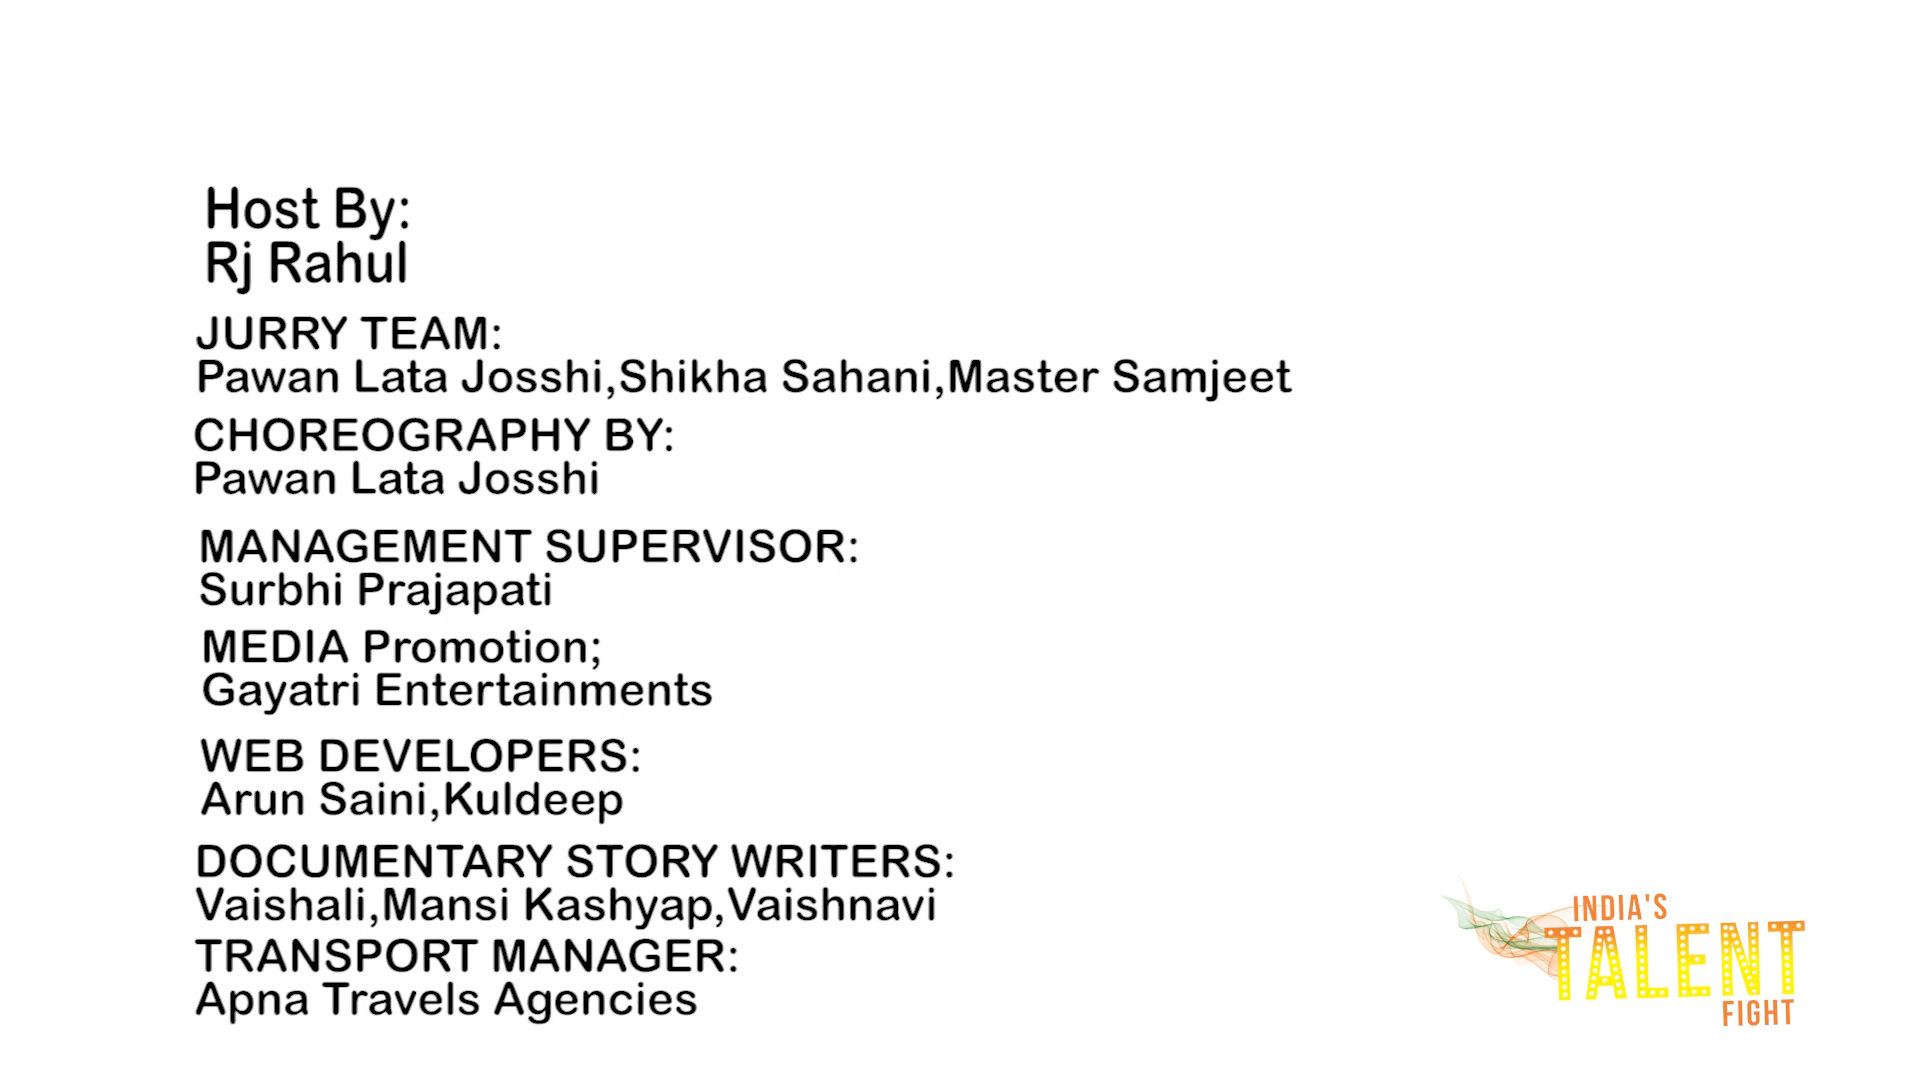 Host By:
Rj Rahul
JURRY TEAM:
Pawan Lata Josshi,Shikha Sahani,Master Samjeet
CHOREOGRAPHY BY:
Pawan Lata Josshi
MANAGEMENT SUPERVISOR:
Surbhi Prajapati
MEDIA Promotion;
Gayatri Entertainments
WEB DEVELOPERS:
Arun Saini,Kuldeep
DOCUMENTARY STORY WRITERS:
Vaishali,Mansi Kashyap,Vaishnavi
TRANSPORT MANAGER:
Apna Travels Agencies
INDIA'S
TALENT
FIGHT